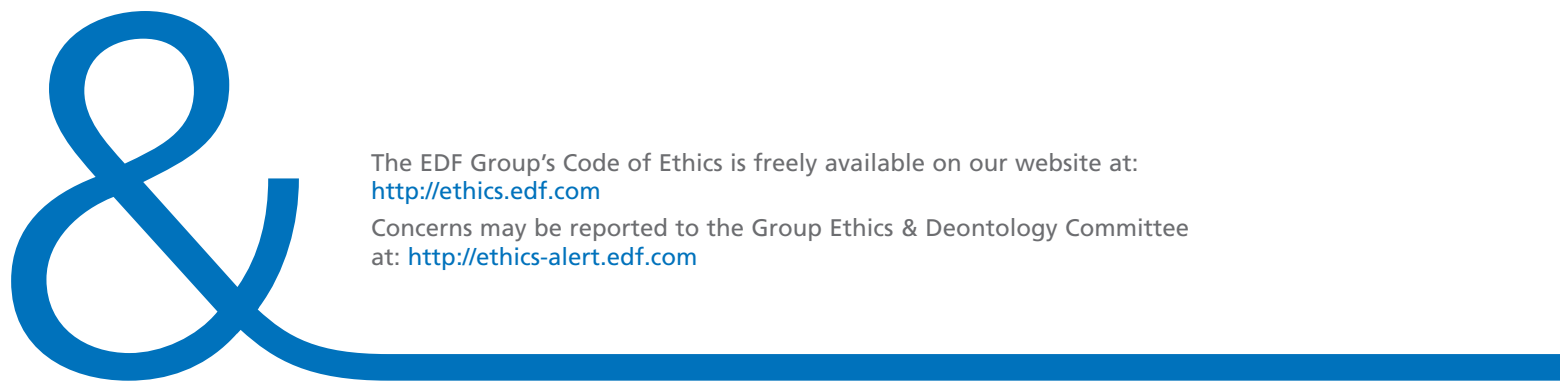 &
The EDF Group's Code of Ethics is freely available on our website at:
http://ethics.edf.com
Concerns may be reported to the Group Ethics & Deontology Committee
at: http://ethics-alert.edf.com